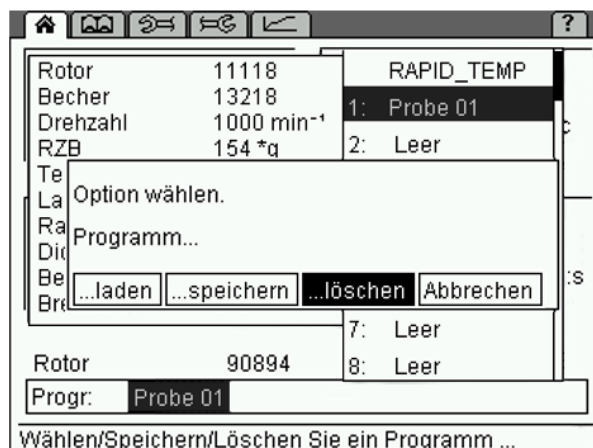 ?
Rotor 11118
Becher 13218
Drehzahl 1000 min⁻¹
RZB 154 *g
RAPID_TEMP
1: Probe 01
2: Leer
Option wählen.
Programm...
...laden ...speichern ...löschen Abbrechen
7: Leer
8: Leer
Rotor 90894
Progr: Probe 01
Wählen/Speichern/Löschen Sie ein Programm ...